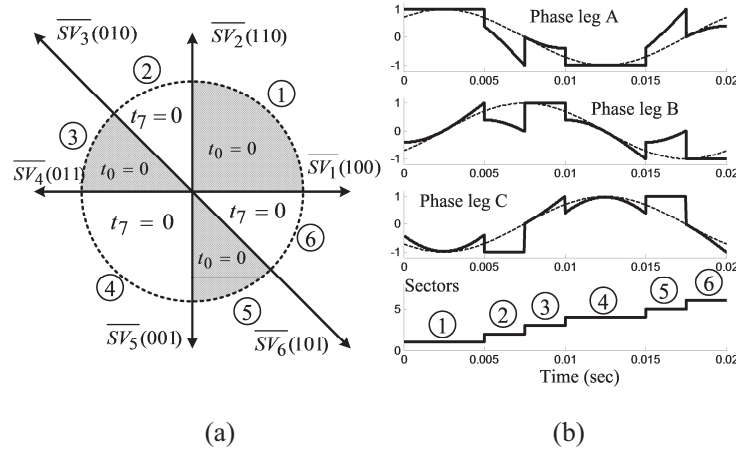 SV₃(010)
SV₂(110)
②
①
t₇ = 0
③
t₀ = 0
t₀ = 0
SV₄(011)
SV₁(100)
t₇ = 0
t₇ = 0
⑥
t₀ = 0
④
⑤
SV₅(001)
SV₆(101)
(a)
Phase leg A
1
0
-1
0 0.005 0.01 0.015 0.02
Phase leg B
1
0
-1
0 0.005 0.01 0.015 0.02
Phase leg C
1
0
-1
0 0.005 0.01 0.015 0.02
Sectors
① ② ③ ④ ⑤ ⑥
5
0
0 0.005 0.01 0.015 0.02
Time (sec)
(b)